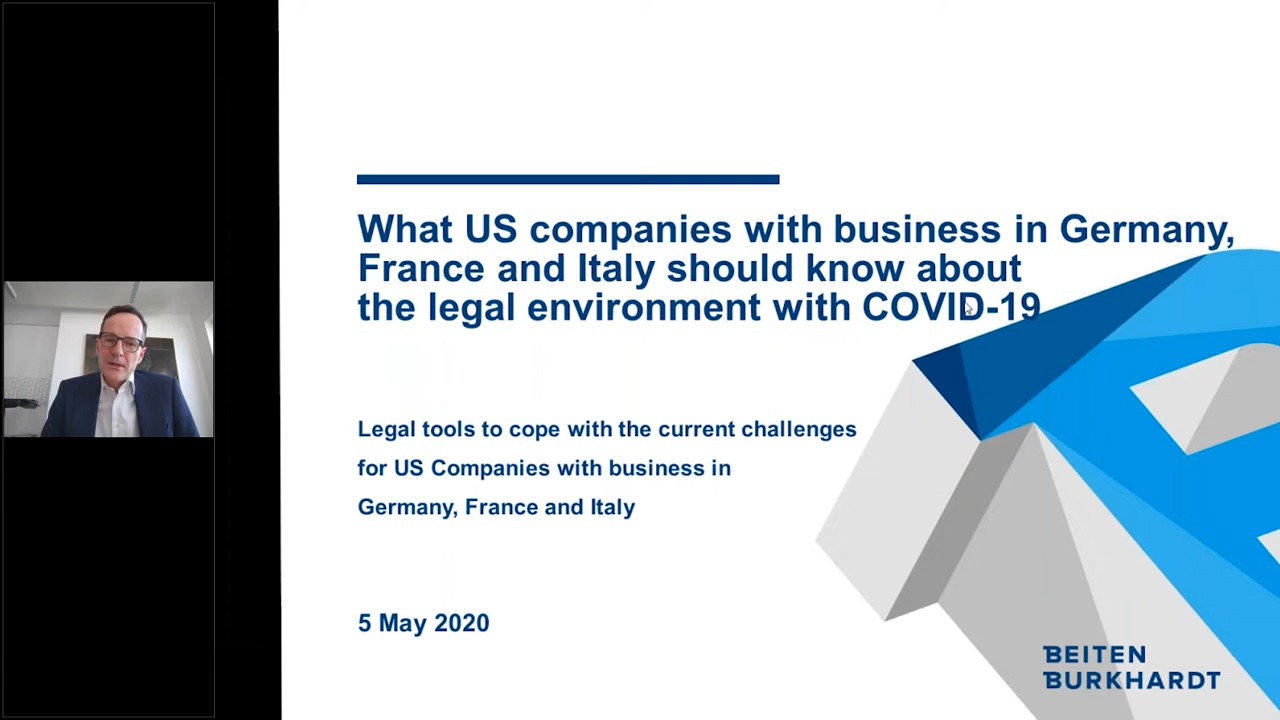 What US companies with business in Germany,
France and Italy should know about
the legal environment with COVID-19
Legal tools to cope with the current challenges
for US Companies with business in
Germany, France and Italy
5 May 2020
BEITEN
BURKHARDT